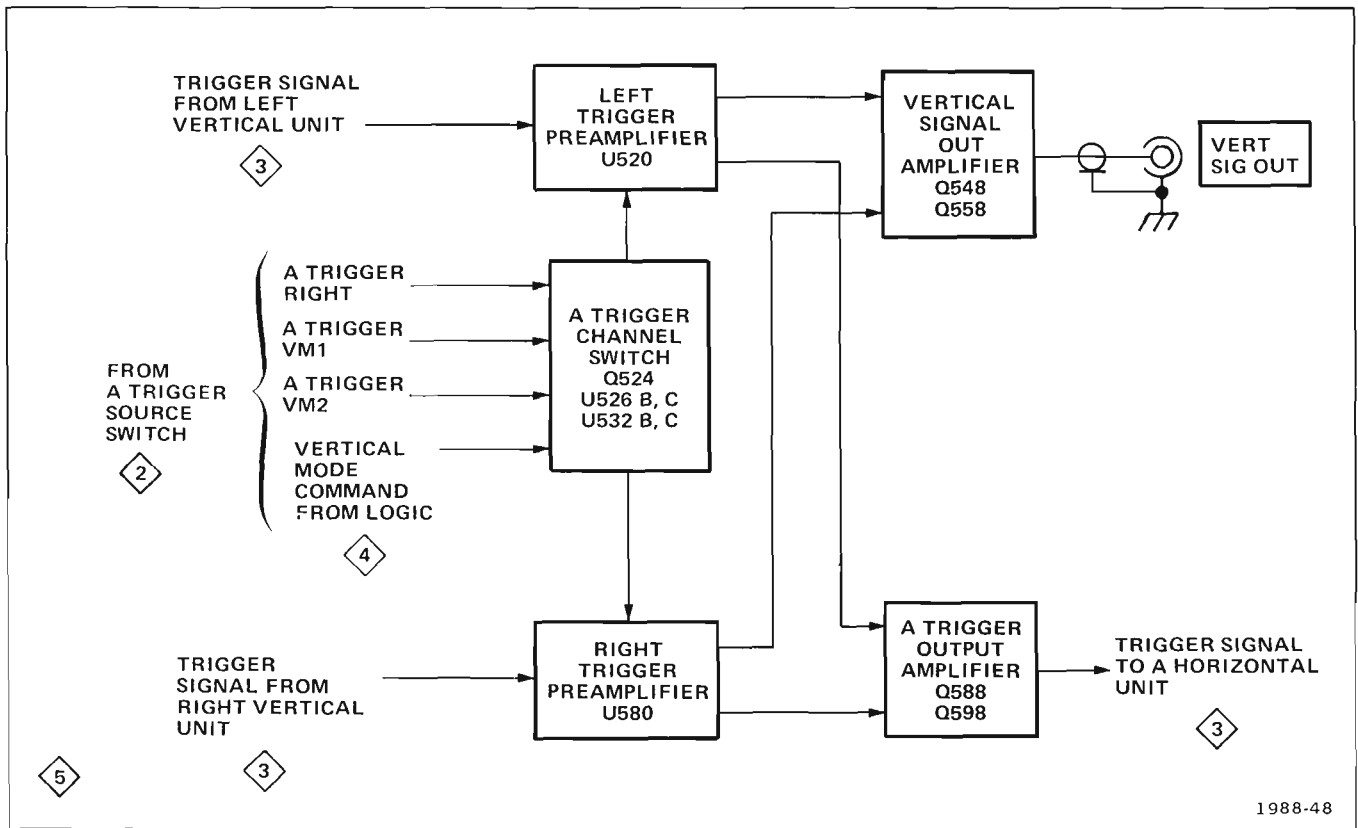 TRIGGER SIGNAL
FROM LEFT
VERTICAL UNIT
3
LEFT
TRIGGER
PREAMPLIFIER
U520
VERTICAL
SIGNAL
OUT
AMPLIFIER
Q548
Q558
VERT
SIG OUT
FROM
A TRIGGER
SOURCE
SWITCH
2
A TRIGGER
RIGHT
A TRIGGER
VM1
A TRIGGER
VM2
VERTICAL
MODE
COMMAND
FROM LOGIC
4
A TRIGGER
CHANNEL
SWITCH
Q524
U526 B, C
U532 B, C
TRIGGER
SIGNAL FROM
RIGHT VERTICAL
UNIT
3
RIGHT
TRIGGER
PREAMPLIFIER
U580
A TRIGGER
OUTPUT
AMPLIFIER
Q588
Q598
TRIGGER SIGNAL
TO A HORIZONTAL
UNIT
3
5
1988-48